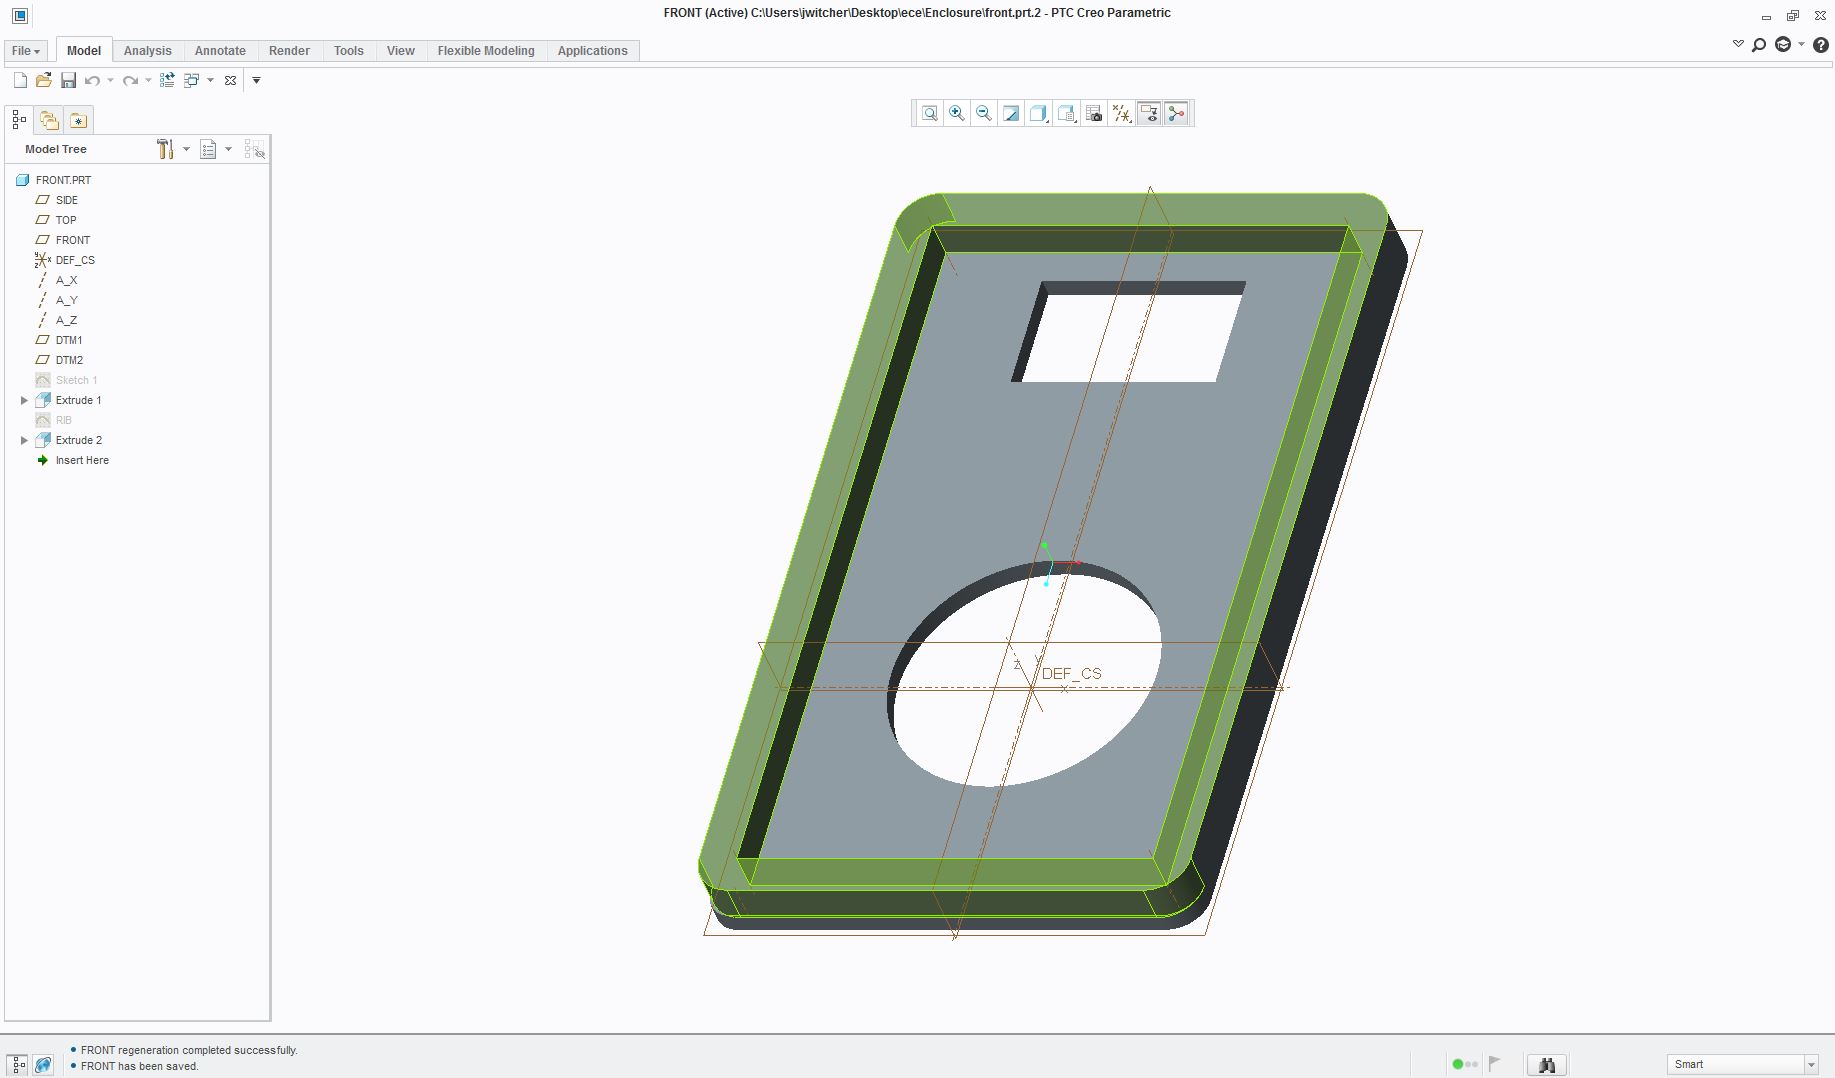 FRONT (Active) C:\Users\jwitcher\Desktop\ece\Enclosure\front.prt.2 - PTC Creo Parametric
File Model Analysis Annotate Render Tools View Flexible Modeling Applications
Model Tree
FRONT.PRT
SIDE
TOP
FRONT
DEF_CS
A_X
A_Y
A_Z
DTM1
DTM2
Sketch 1
Extrude 1
RIB
Extrude 2
Insert Here
Z Y
DEF_CS
X
• FRONT regeneration completed successfully.
• FRONT has been saved.
Smart